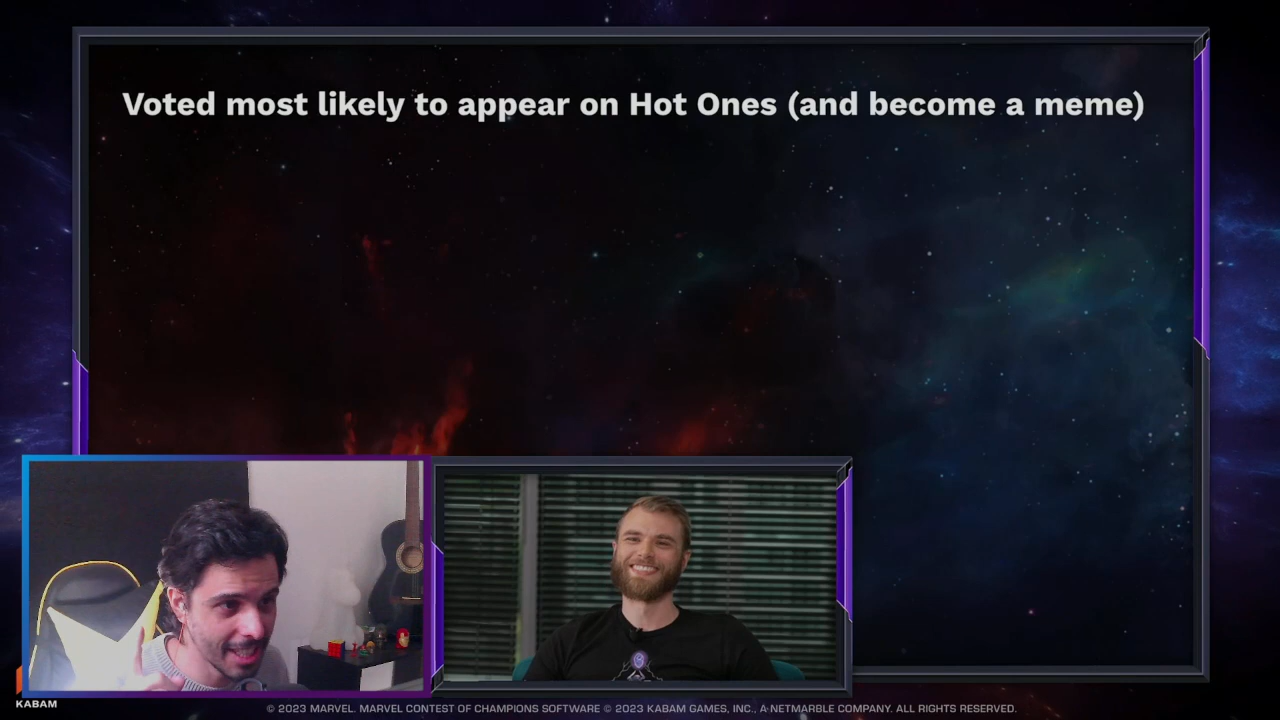 Voted most likely to appear on Hot Ones (and become a meme)
KABAM
© 2023 MARVEL. MARVEL CONTEST OF CHAMPIONS SOFTWARE © 2023 KABAM GAMES, INC., A NETMARBLE COMPANY. ALL RIGHTS RESERVED.